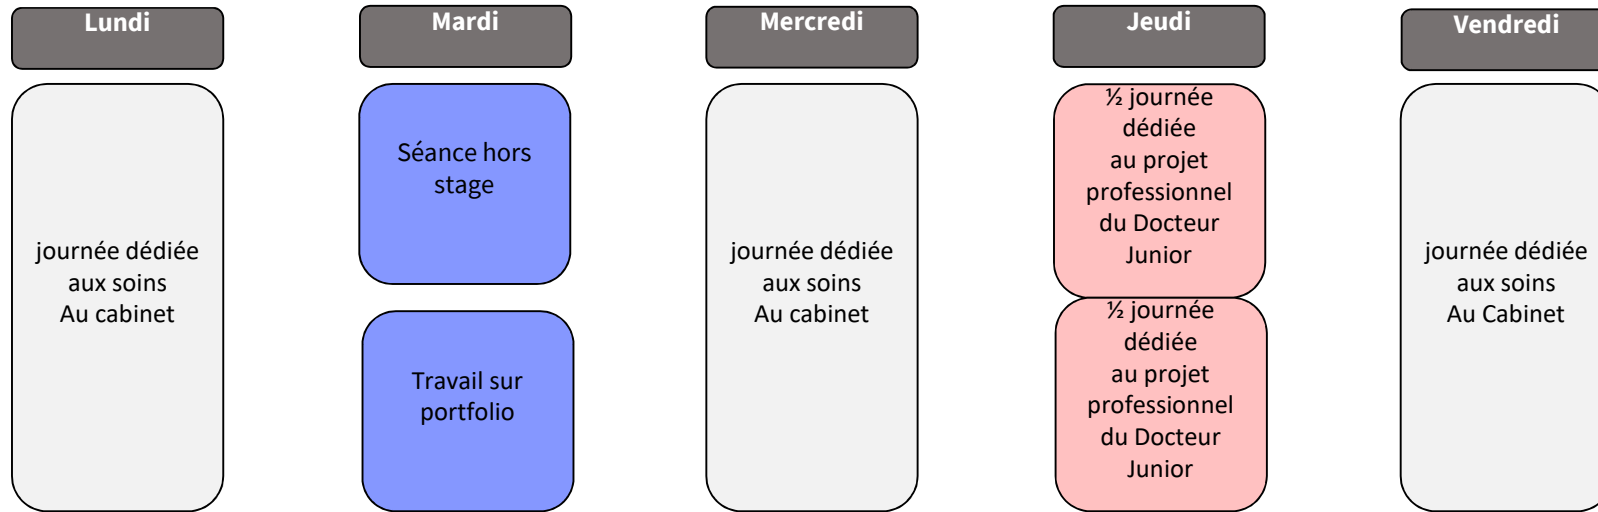 Lundi
Mardi
Mercredi
Jeudi
Vendredi
journée dédiée
aux soins
Au cabinet
Séance hors
stage
Travail sur
portfolio
journée dédiée
aux soins
Au cabinet
½ journée
dédiée
au projet
professionnel
du Docteur
Junior
½ journée
dédiée
au projet
professionnel
du Docteur
Junior
journée dédiée
aux soins
Au Cabinet